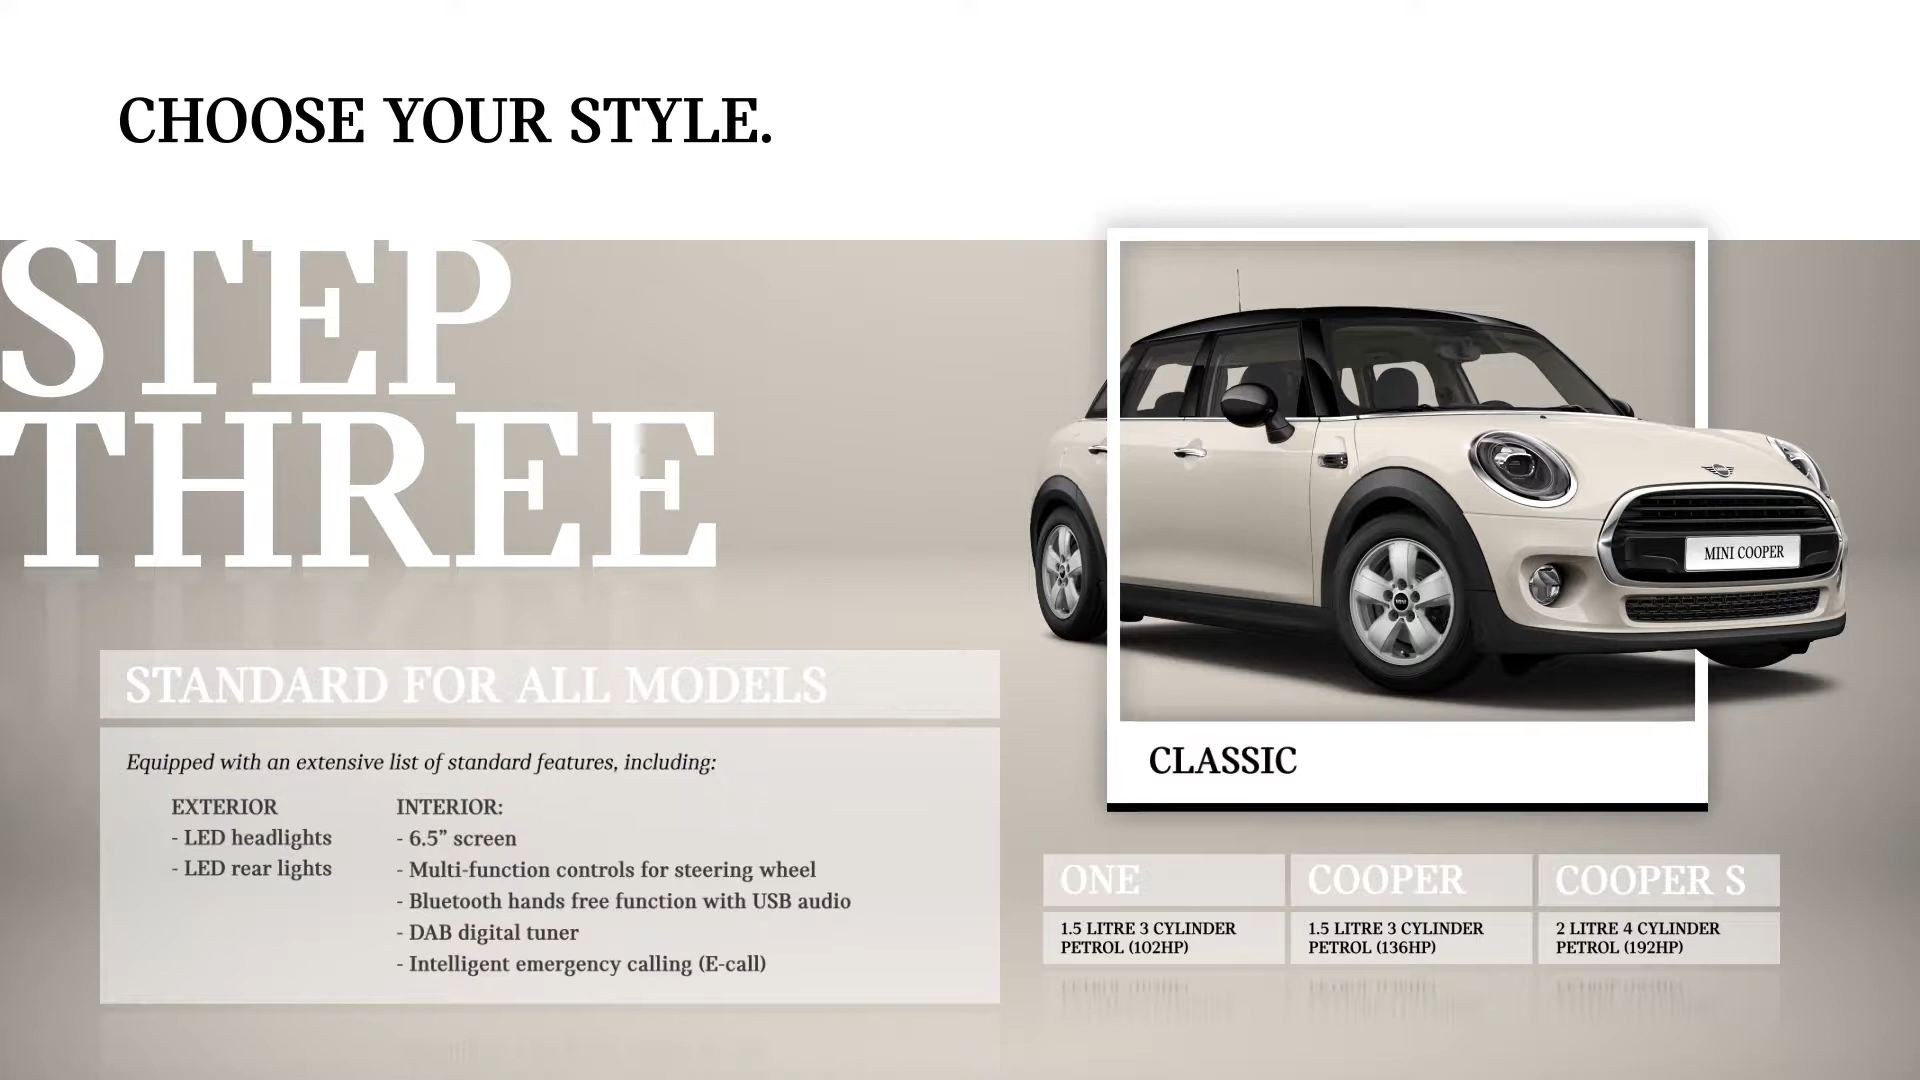 CHOOSE YOUR STYLE.
STEP
THREE
STANDARD FOR ALL MODELS
Equipped with an extensive list of standard features, including:
EXTERIOR
- LED headlights
- LED rear lights
INTERIOR:
- 6.5” screen
- Multi-function controls for steering wheel
- Bluetooth hands free function with USB audio
- DAB digital tuner
- Intelligent emergency calling (E-call)
MINI COOPER
CLASSIC
ONE
1.5 LITRE 3 CYLINDER
PETROL (102HP)
COOPER
1.5 LITRE 3 CYLINDER
PETROL (136HP)
COOPER S
2 LITRE 4 CYLINDER
PETROL (192HP)